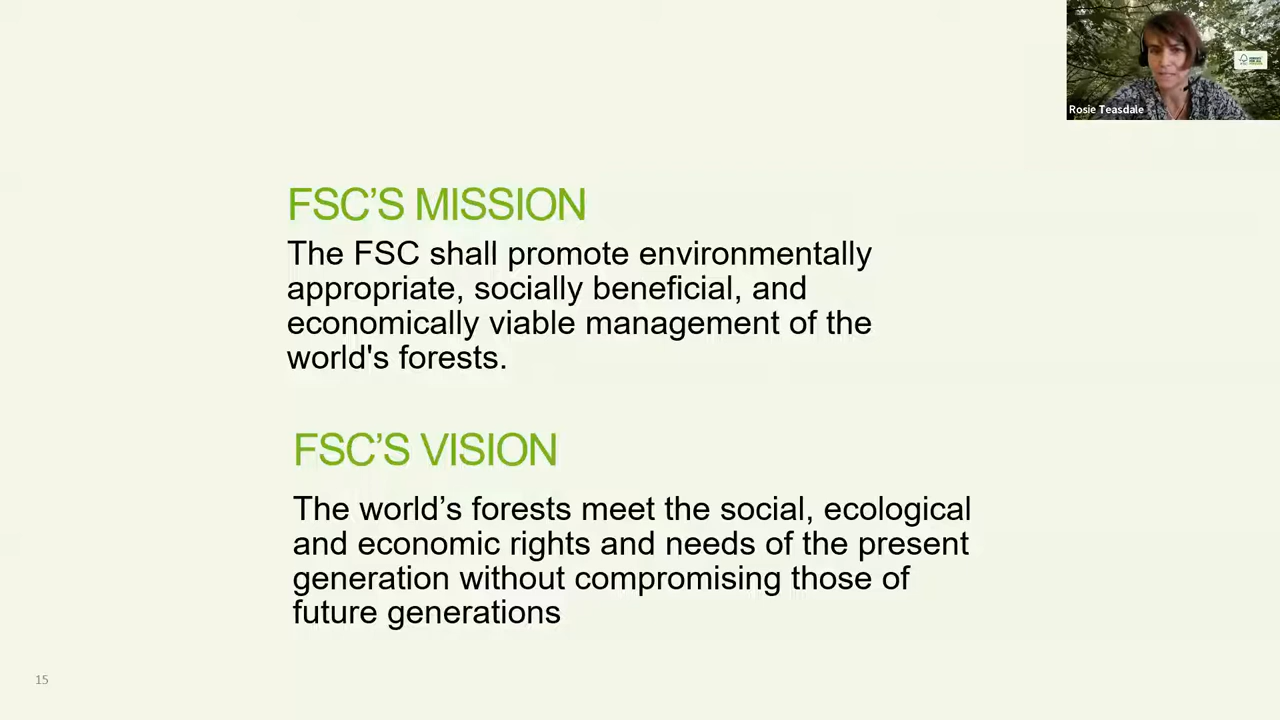 Rosie Teasdale
FSC’S MISSION
The FSC shall promote environmentally
appropriate, socially beneficial, and
economically viable management of the
world's forests.
FSC’S VISION
The world’s forests meet the social, ecological
and economic rights and needs of the present
generation without compromising those of
future generations
15